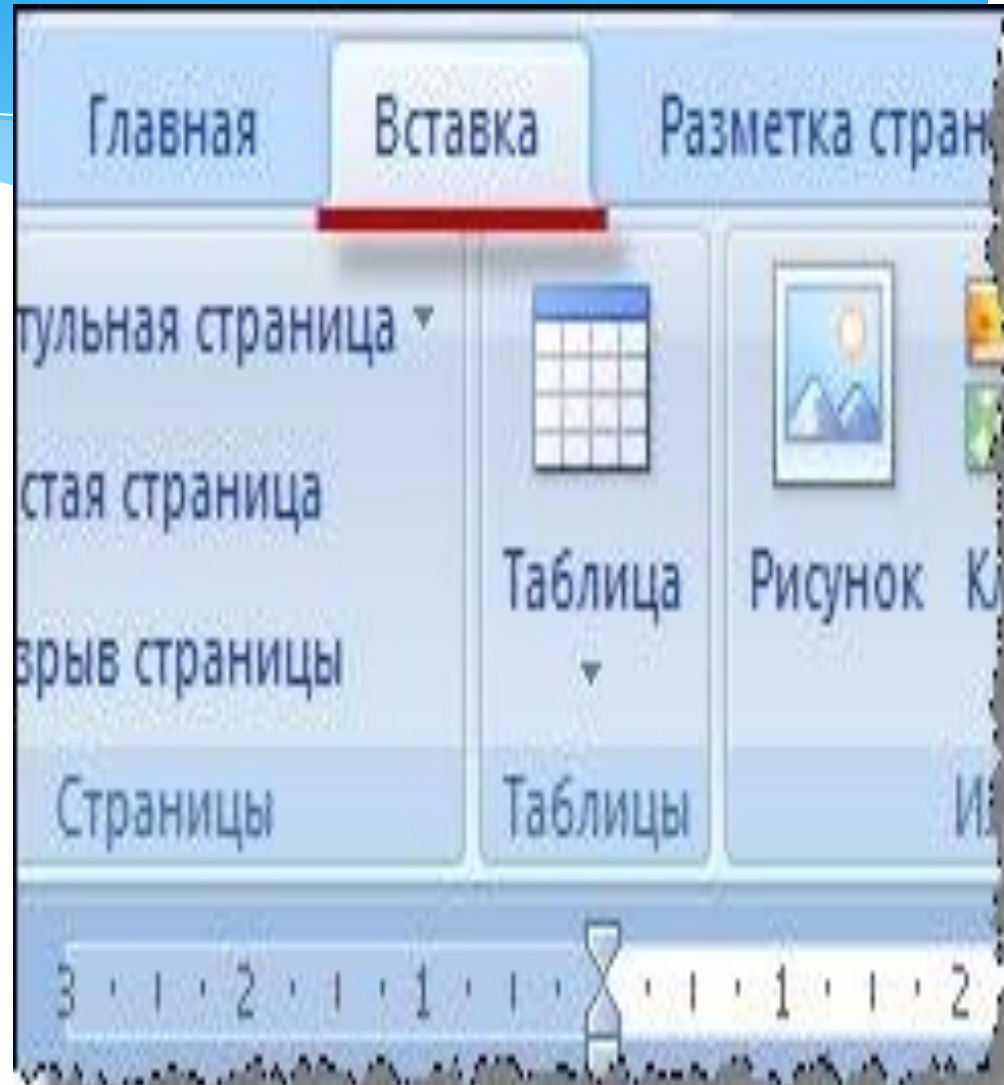 Главная Вставка Разметка стран
тульная страница
стая страница
Таблица Рисунок К
зрыв страницы
Страницы Таблицы И
3 2 1 1 2